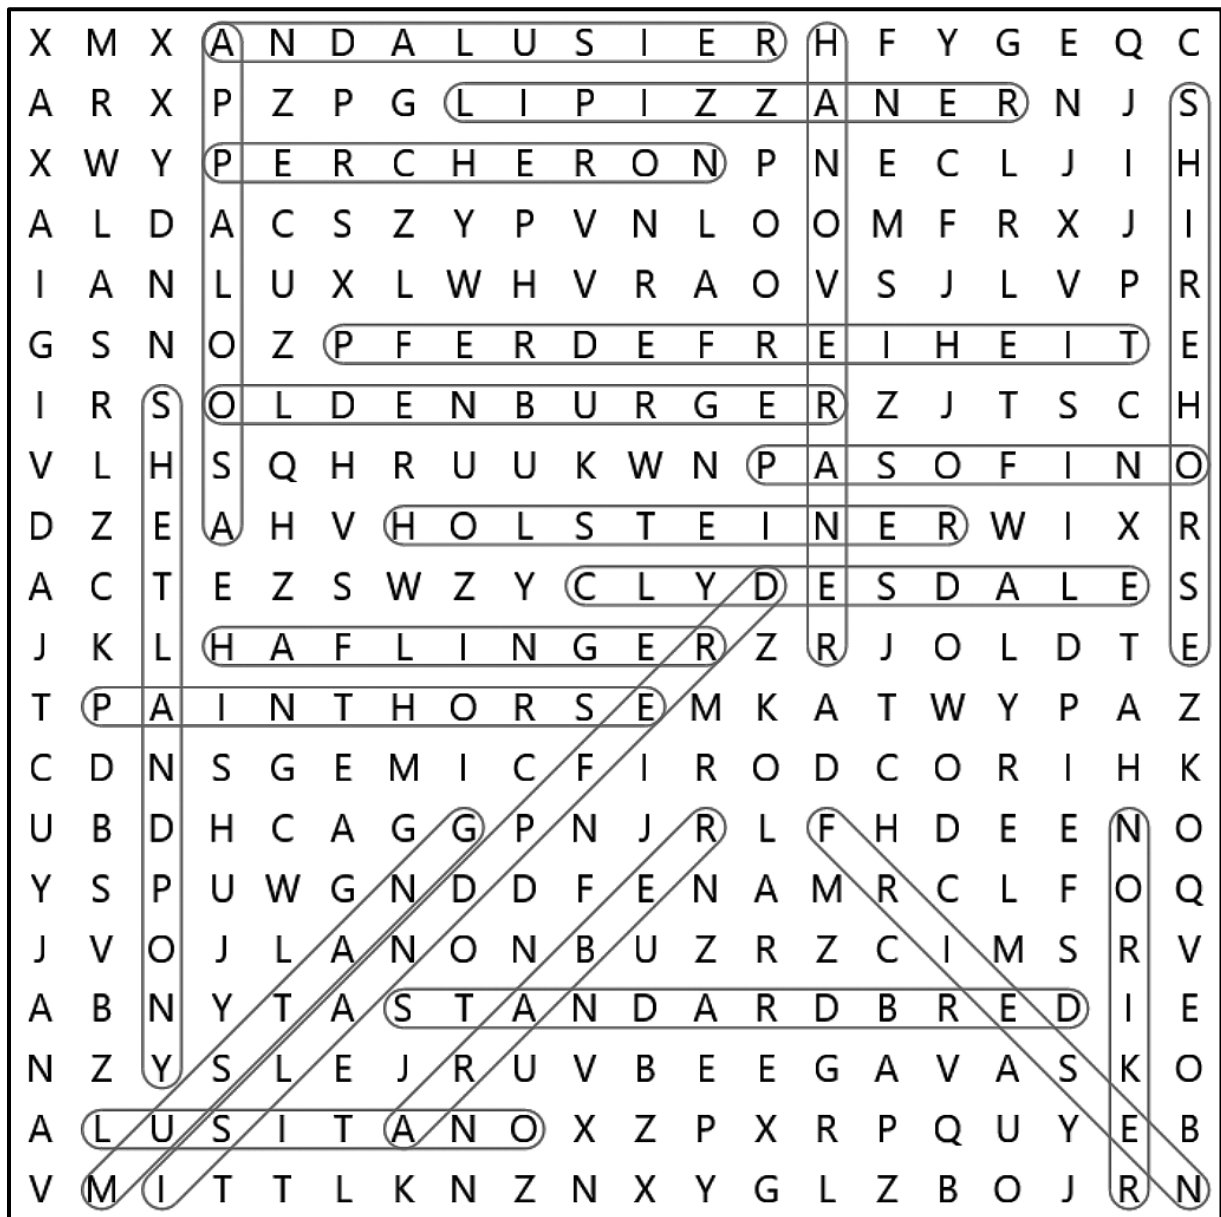 X M X A N D A L U S I E R H F Y G E Q C
A R X P Z P G L I P I Z Z A N E R N J S
X W Y P E R C H E R O N P N E C L J I H
A L D A C S Z Y P V N L O O M F R X J I
I A N L U X L W H V R A O V S J L V P R
G S N O Z P F E R D E F R E I H E I T E
I R S O L D E N B U R G E R Z J T S C H
V L H S Q H R U U K W N P A S O F I N O
D Z E A H V H O L S T E I N E R W I X R
A C T E Z S W Z Y C L Y D E S D A L E S
J K L H A F L I N G E R Z R J O L D T E
T P A I N T H O R S E M K A T W Y P A Z
C D N S G E M I C F I R O D C O R I H K
U B D H C A G G P N J R L F H D E E N O
Y S P U W G N D D F E N A M R C L F O Q
J V O J L A N O N B U Z R Z C I M S R V
A B N Y T A S T A N D A R D B R E D I E
N Z Y S L E J R U V B E E G A V A S K O
A L U S I T A N O X Z P X R P Q U Y E B
V M I T T L K N Z N X Y G L Z B O J R N